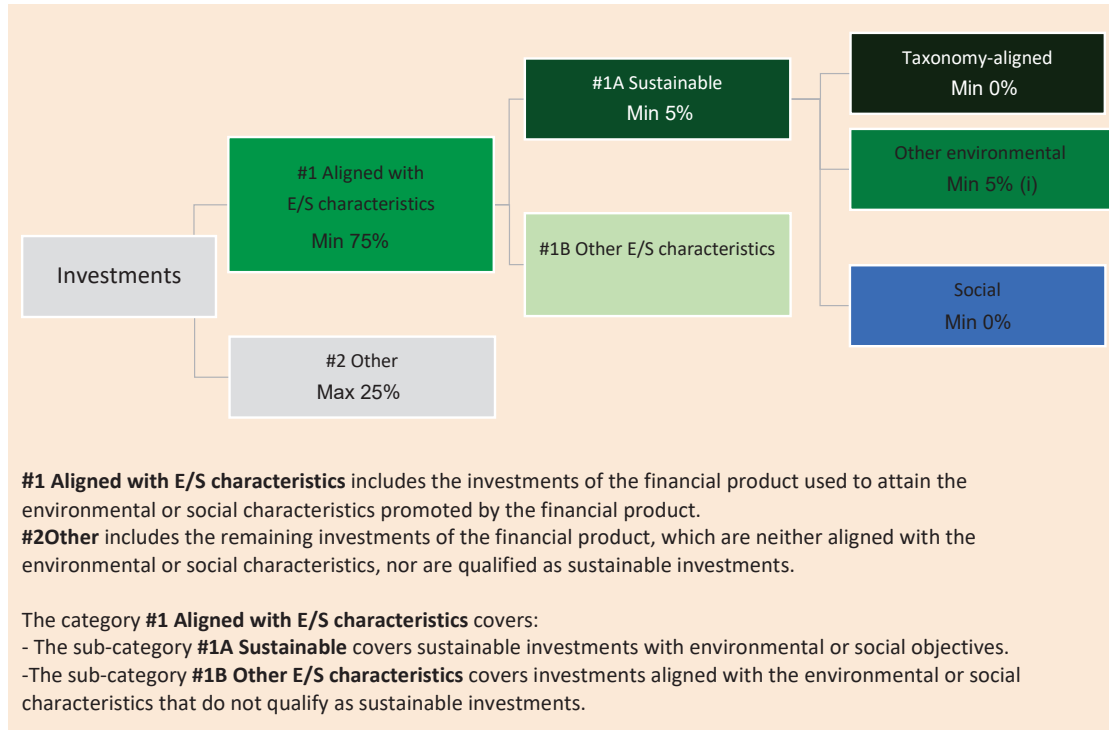 Taxonomy-aligned
Min 0%
#1A Sustainable
Min 5%
Other environmental
Min 5% (i)
#1 Aligned with
E/S characteristics
Min 75%
#1B Other E/S characteristics
Investments
Social
Min 0%
#2 Other
Max 25%
#1 Aligned with E/S characteristics includes the investments of the financial product used to attain the
environmental or social characteristics promoted by the financial product.
#2Other includes the remaining investments of the financial product, which are neither aligned with the
environmental or social characteristics, nor are qualified as sustainable investments.
The category #1 Aligned with E/S characteristics covers:
- The sub-category #1A Sustainable covers sustainable investments with environmental or social objectives.
-The sub-category #1B Other E/S characteristics covers investments aligned with the environmental or social
characteristics that do not qualify as sustainable investments.